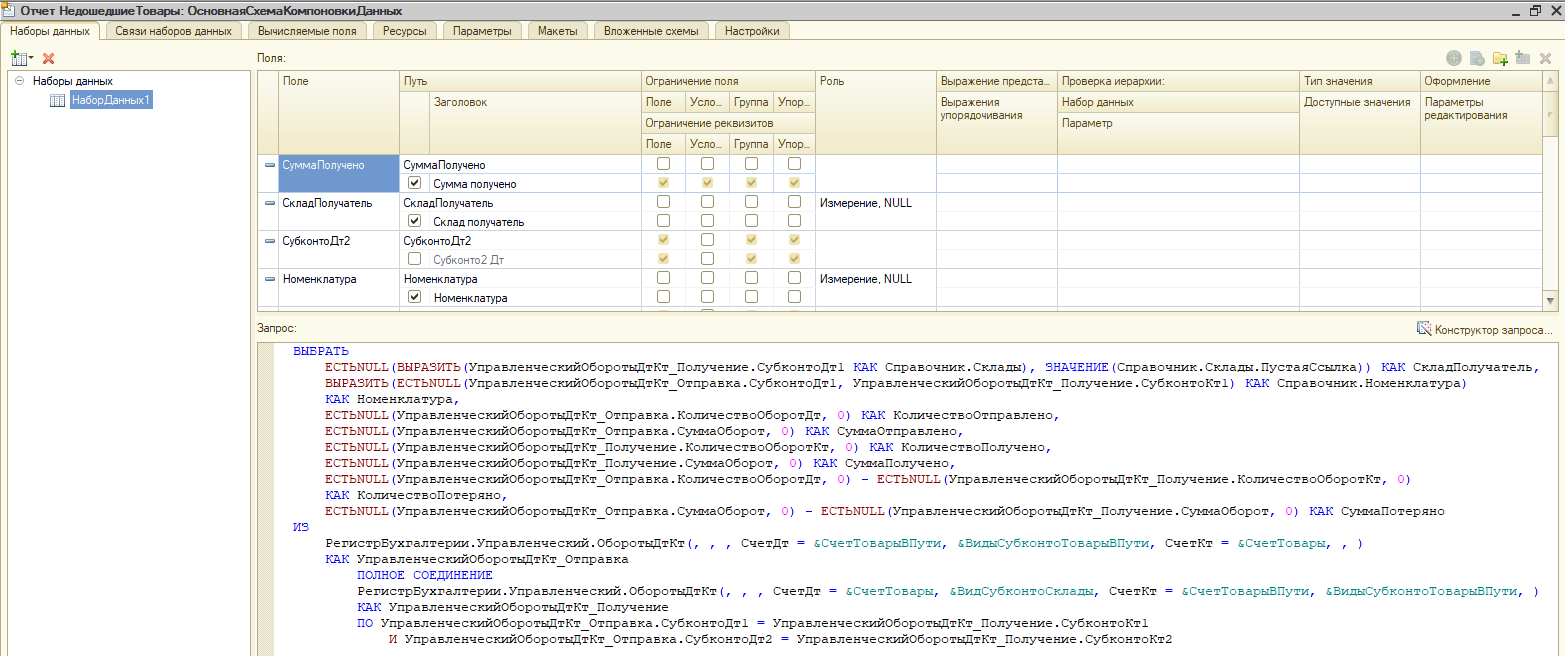 Отчет НедошедшиеТовары: ОсновнаяСхемаКомпоновкиДанных
Наборы данных
Связи наборов данных
Вычисляемые поля
Ресурсы
Параметры
Макеты
Вложенные схемы
Настройки
Поля:
Наборы данных
НаборДанных1
Поле
Путь
Ограничение поля
Роль
Выражение предста...
Проверка иерархии:
Тип значения
Оформление
Заголовок
Поле
Усло...
Группа
Упор...
Выражения упорядочивания
Набор данных
Доступные значения
Параметры редактирования
Ограничение реквизитов
Параметр
Поле
Усло...
Группа
Упор...
СуммаПолучено
СуммаПолучено
Сумма получено
СкладПолучатель
СкладПолучатель
Измерение, NULL
Склад получатель
СубконтоДт2
СубконтоДт2
Субконто2 Дт
Номенклатура
Номенклатура
Измерение, NULL
Номенклатура
Запрос:
Конструктор запроса...
ВЫБРАТЬ
ЕСТЬNULL(ВЫРАЗИТЬ(УправленческийОборотыДтКт_Получение.СубконтоДт1 КАК Справочник.Склады), ЗНАЧЕНИЕ(Справочник.Склады.ПустаяСсылка)) КАК СкладПолучатель,
ВЫРАЗИТЬ(ЕСТЬNULL(УправленческийОборотыДтКт_Отправка.СубконтоДт1, УправленческийОборотыДтКт_Получение.СубконтоКт1) КАК Справочник.Номенклатура)
КАК Номенклатура,
ЕСТЬNULL(УправленческийОборотыДтКт_Отправка.КоличествоОборотДт, 0) КАК КоличествоОтправлено,
ЕСТЬNULL(УправленческийОборотыДтКт_Отправка.СуммаОборот, 0) КАК СуммаОтправлено,
ЕСТЬNULL(УправленческийОборотыДтКт_Получение.КоличествоОборотКт, 0) КАК КоличествоПолучено,
ЕСТЬNULL(УправленческийОборотыДтКт_Получение.СуммаОборот, 0) КАК СуммаПолучено,
ЕСТЬNULL(УправленческийОборотыДтКт_Отправка.КоличествоОборотДт, 0) - ЕСТЬNULL(УправленческийОборотыДтКт_Получение.КоличествоОборотКт, 0)
КАК КоличествоПотеряно,
ЕСТЬNULL(УправленческийОборотыДтКт_Отправка.СуммаОборот, 0) - ЕСТЬNULL(УправленческийОборотыДтКт_Получение.СуммаОборот, 0) КАК СуммаПотеряно
ИЗ
РегистрБухгалтерии.Управленческий.ОборотыДтКт(, , , СчетДт = &СчетТоварыВПути, &ВидыСубконтоТоварыВПути, СчетКт = &СчетТовары, , )
КАК УправленческийОборотыДтКт_Отправка
ПОЛНОЕ СОЕДИНЕНИЕ
РегистрБухгалтерии.Управленческий.ОборотыДтКт(, , , СчетДт = &СчетТовары, &ВидСубконтоСклады, СчетКт = &СчетТоварыВПути, &ВидыСубконтоТоварыВПути, )
КАК УправленческийОборотыДтКт_Получение
ПО УправленческийОборотыДтКт_Отправка.СубконтоДт1 = УправленческийОборотыДтКт_Получение.СубконтоКт1
И УправленческийОборотыДтКт_Отправка.СубконтоДт2 = УправленческийОборотыДтКт_Получение.СубконтоКт2